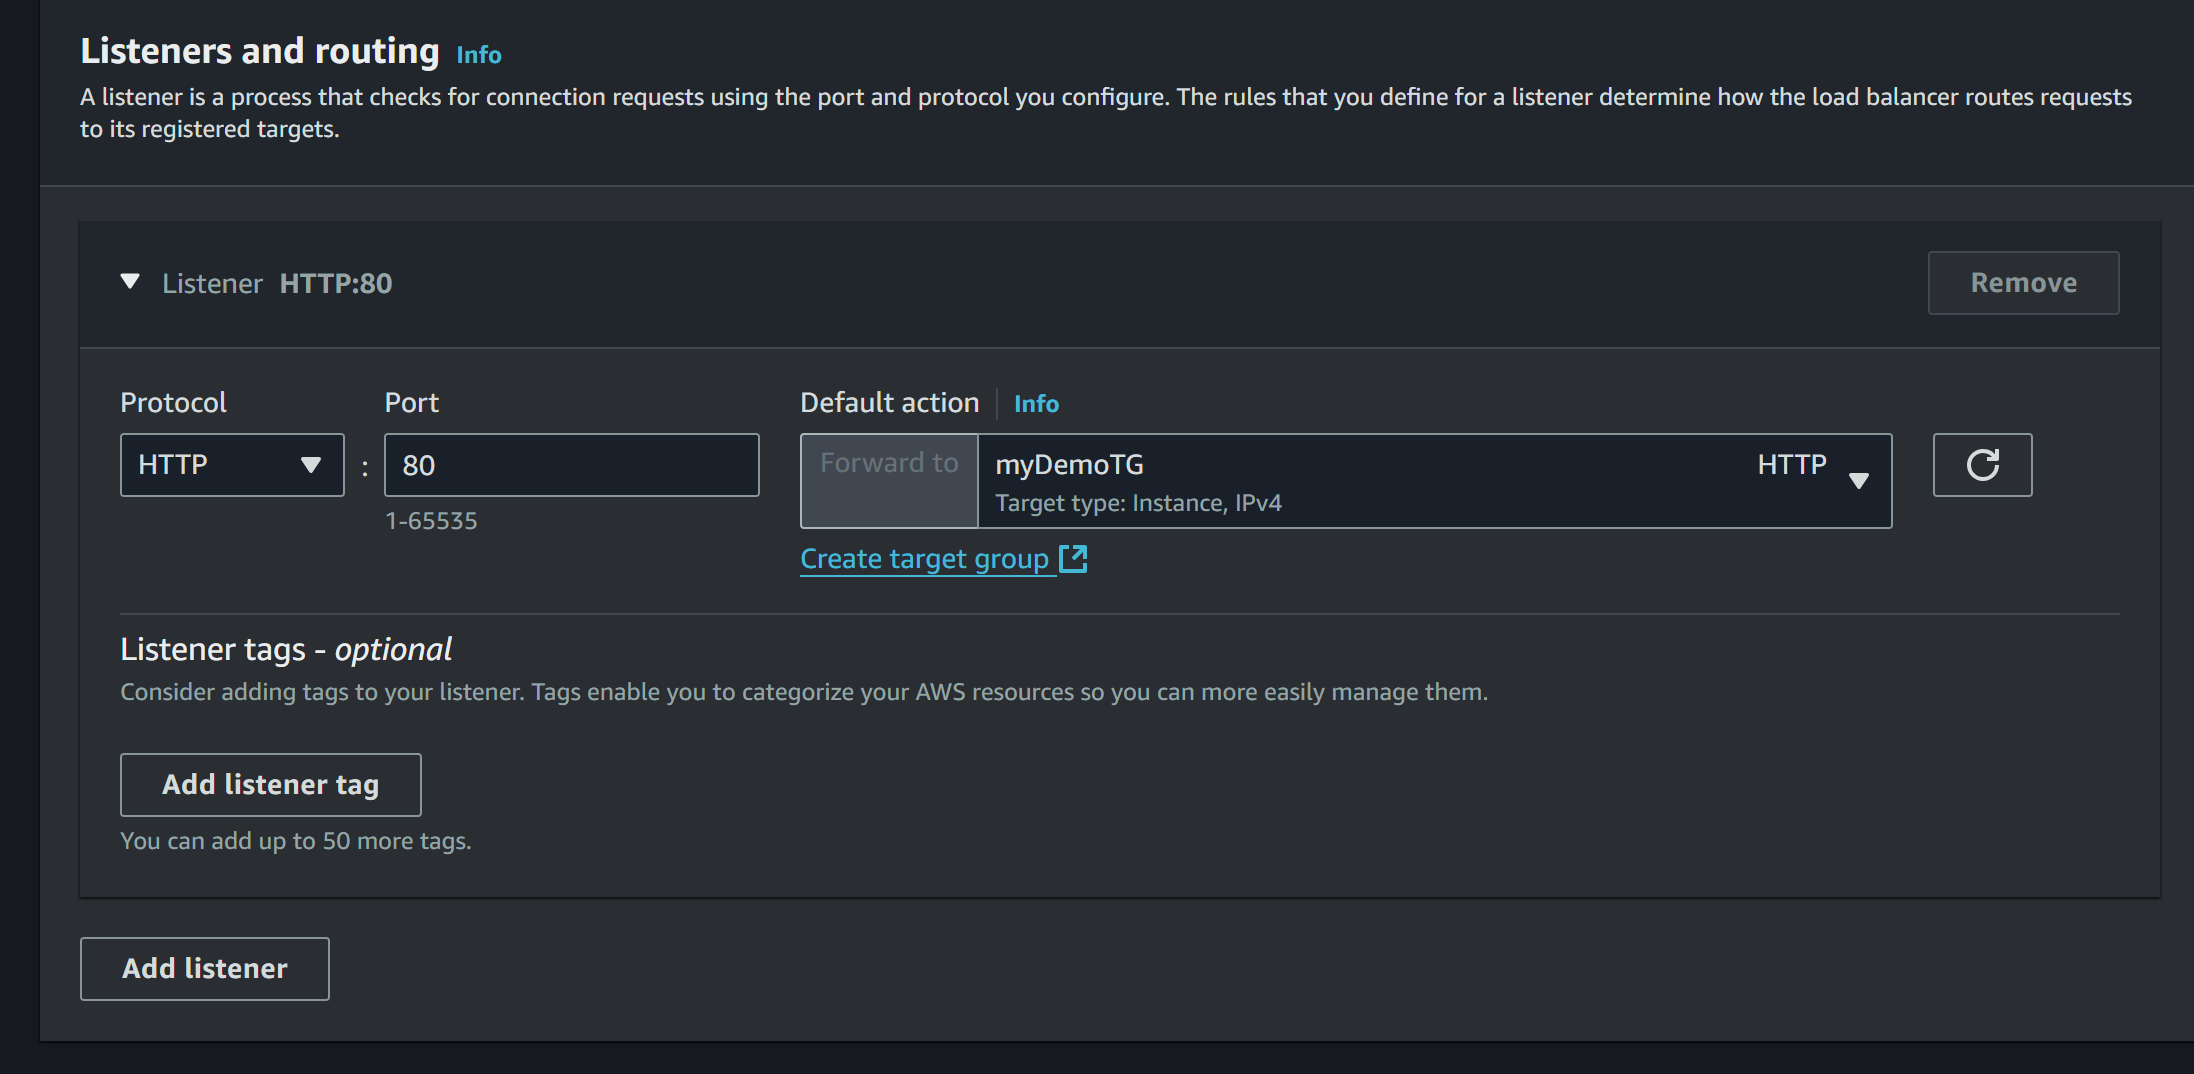 Listeners and routing Info
A listener is a process that checks for connection requests using the port and protocol you configure. The rules that you define for a listener determine how the load balancer routes requests
to its registered targets.
Listener HTTP:80
Remove
Protocol
Port
Default action
Info
HTTP
:
80
Forward to
myDemoTG
HTTP
Target type: Instance, IPv4
1-65535
Create target group
Listener tags - optional
Consider adding tags to your listener. Tags enable you to categorize your AWS resources so you can more easily manage them.
Add listener tag
You can add up to 50 more tags.
Add listener